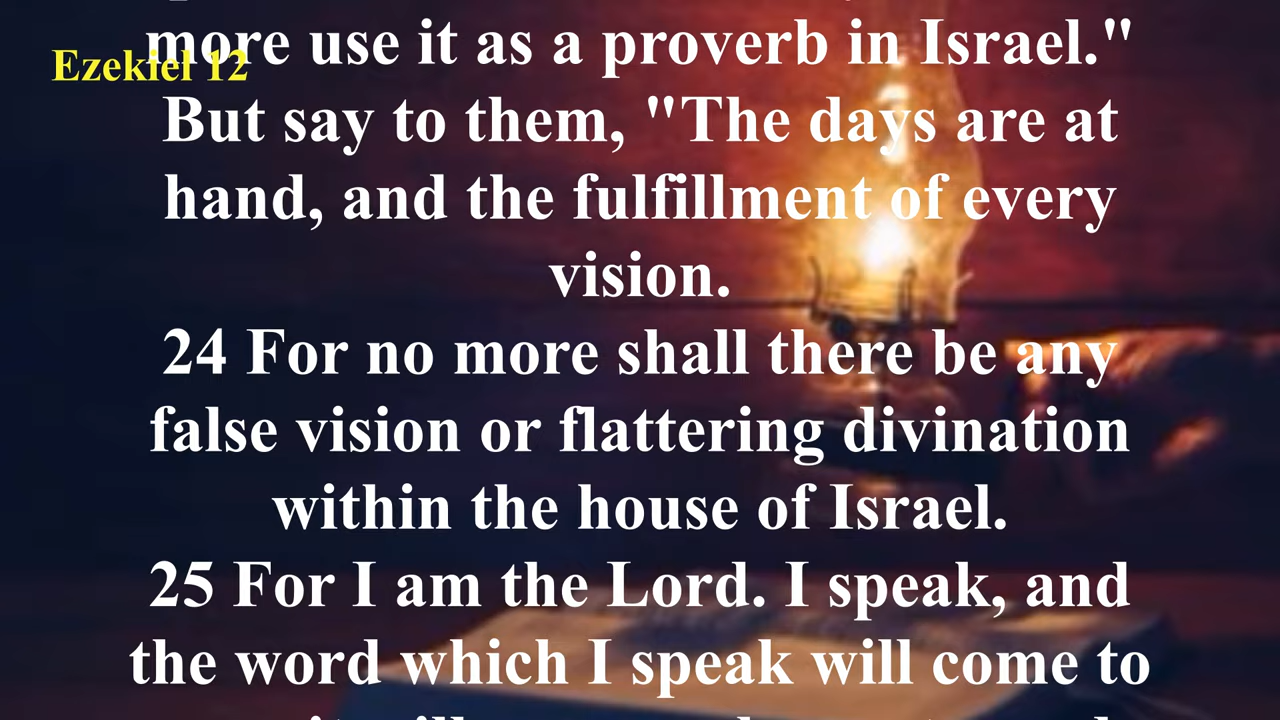 more use it as a proverb in Israel."
Ezekiel 12
But say to them, "The days are at
hand, and the fulfillment of every
vision.
24 For no more shall there be any
false vision or flattering divination
within the house of Israel.
25 For I am the Lord. I speak, and
the word which I speak will come to